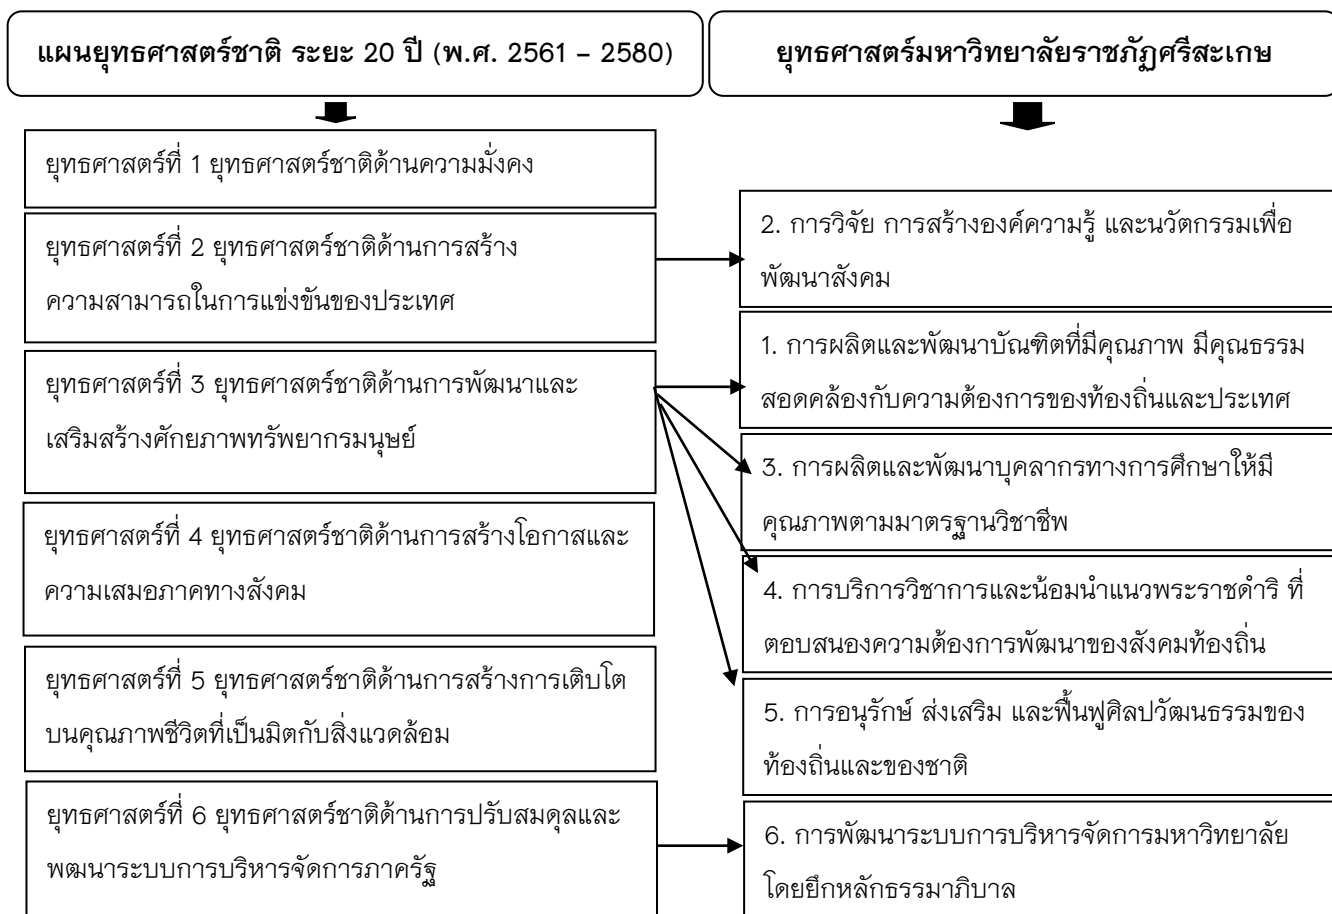 แผนยุทธศาสตร์ชาติ ระยะ 20 ปี (พ.ศ. 2561 – 2580)
ยุทธศาสตร์ที่ 1 ยุทธศาสตร์ชาติด้านความมั่งคง
ยุทธศาสตร์ที่ 2 ยุทธศาสตร์ชาติด้านการสร้าง
ความสามารถในการแข่งขันของประเทศ
ยุทธศาสตร์ที่ 3 ยุทธศาสตร์ชาติด้านการพัฒนาและ
เสริมสร้างศักยภาพทรัพยากรมนุษย์
ยุทธศาสตร์ที่ 4 ยุทธศาสตร์ชาติด้านการสร้างโอกาสและ
ความเสมอภาคทางสังคม
ยุทธศาสตร์ที่ 5 ยุทธศาสตร์ชาติด้านการสร้างการเติบโต
บนคุณภาพชีวิตที่เป็นมิตกับสิ่งแวดล้อม
ยุทธศาสตร์ที่ 6 ยุทธศาสตร์ชาติด้านการปรับสมดุลและ
พฒนาระบบการบริหารจัดการภาครัฐ
ยุทธศาสตร์มหาวิทยาลัยราชภัฏศรีสะเกษ
2. การวิจัย การสร้างองค์ความรู้ และนวัตกรรมเพื่อ
พัฒนาสังคม
1. การผลิตและพัฒนาบัณฑิตที่มีคุณภาพ มีคุณธรรม
สอดคล้องกับความต้องการของท้องถิ่นและประเทศ
3. การผลิตและพัฒนาบุคลากรทางการศึกษาให้มี
คุณภาพตามมาตรฐานวิชาชีพ
4. การบริการวิชาการและน้อมนำแนวพระราชดำริ ที่
ตอบสนองความต้องการพัฒนาของสังคมท้องถิ่น
5. การอนุรักษ์ ส่งเสริม และฟื้นฟูศิลปวัฒนธรรมของ
ท้องถิ่นและของชาติ
6. การพัฒนาระบบการบริหารจัดการมหาวิทยาลัย
โดยยึกหลักธรรมาภิบาล